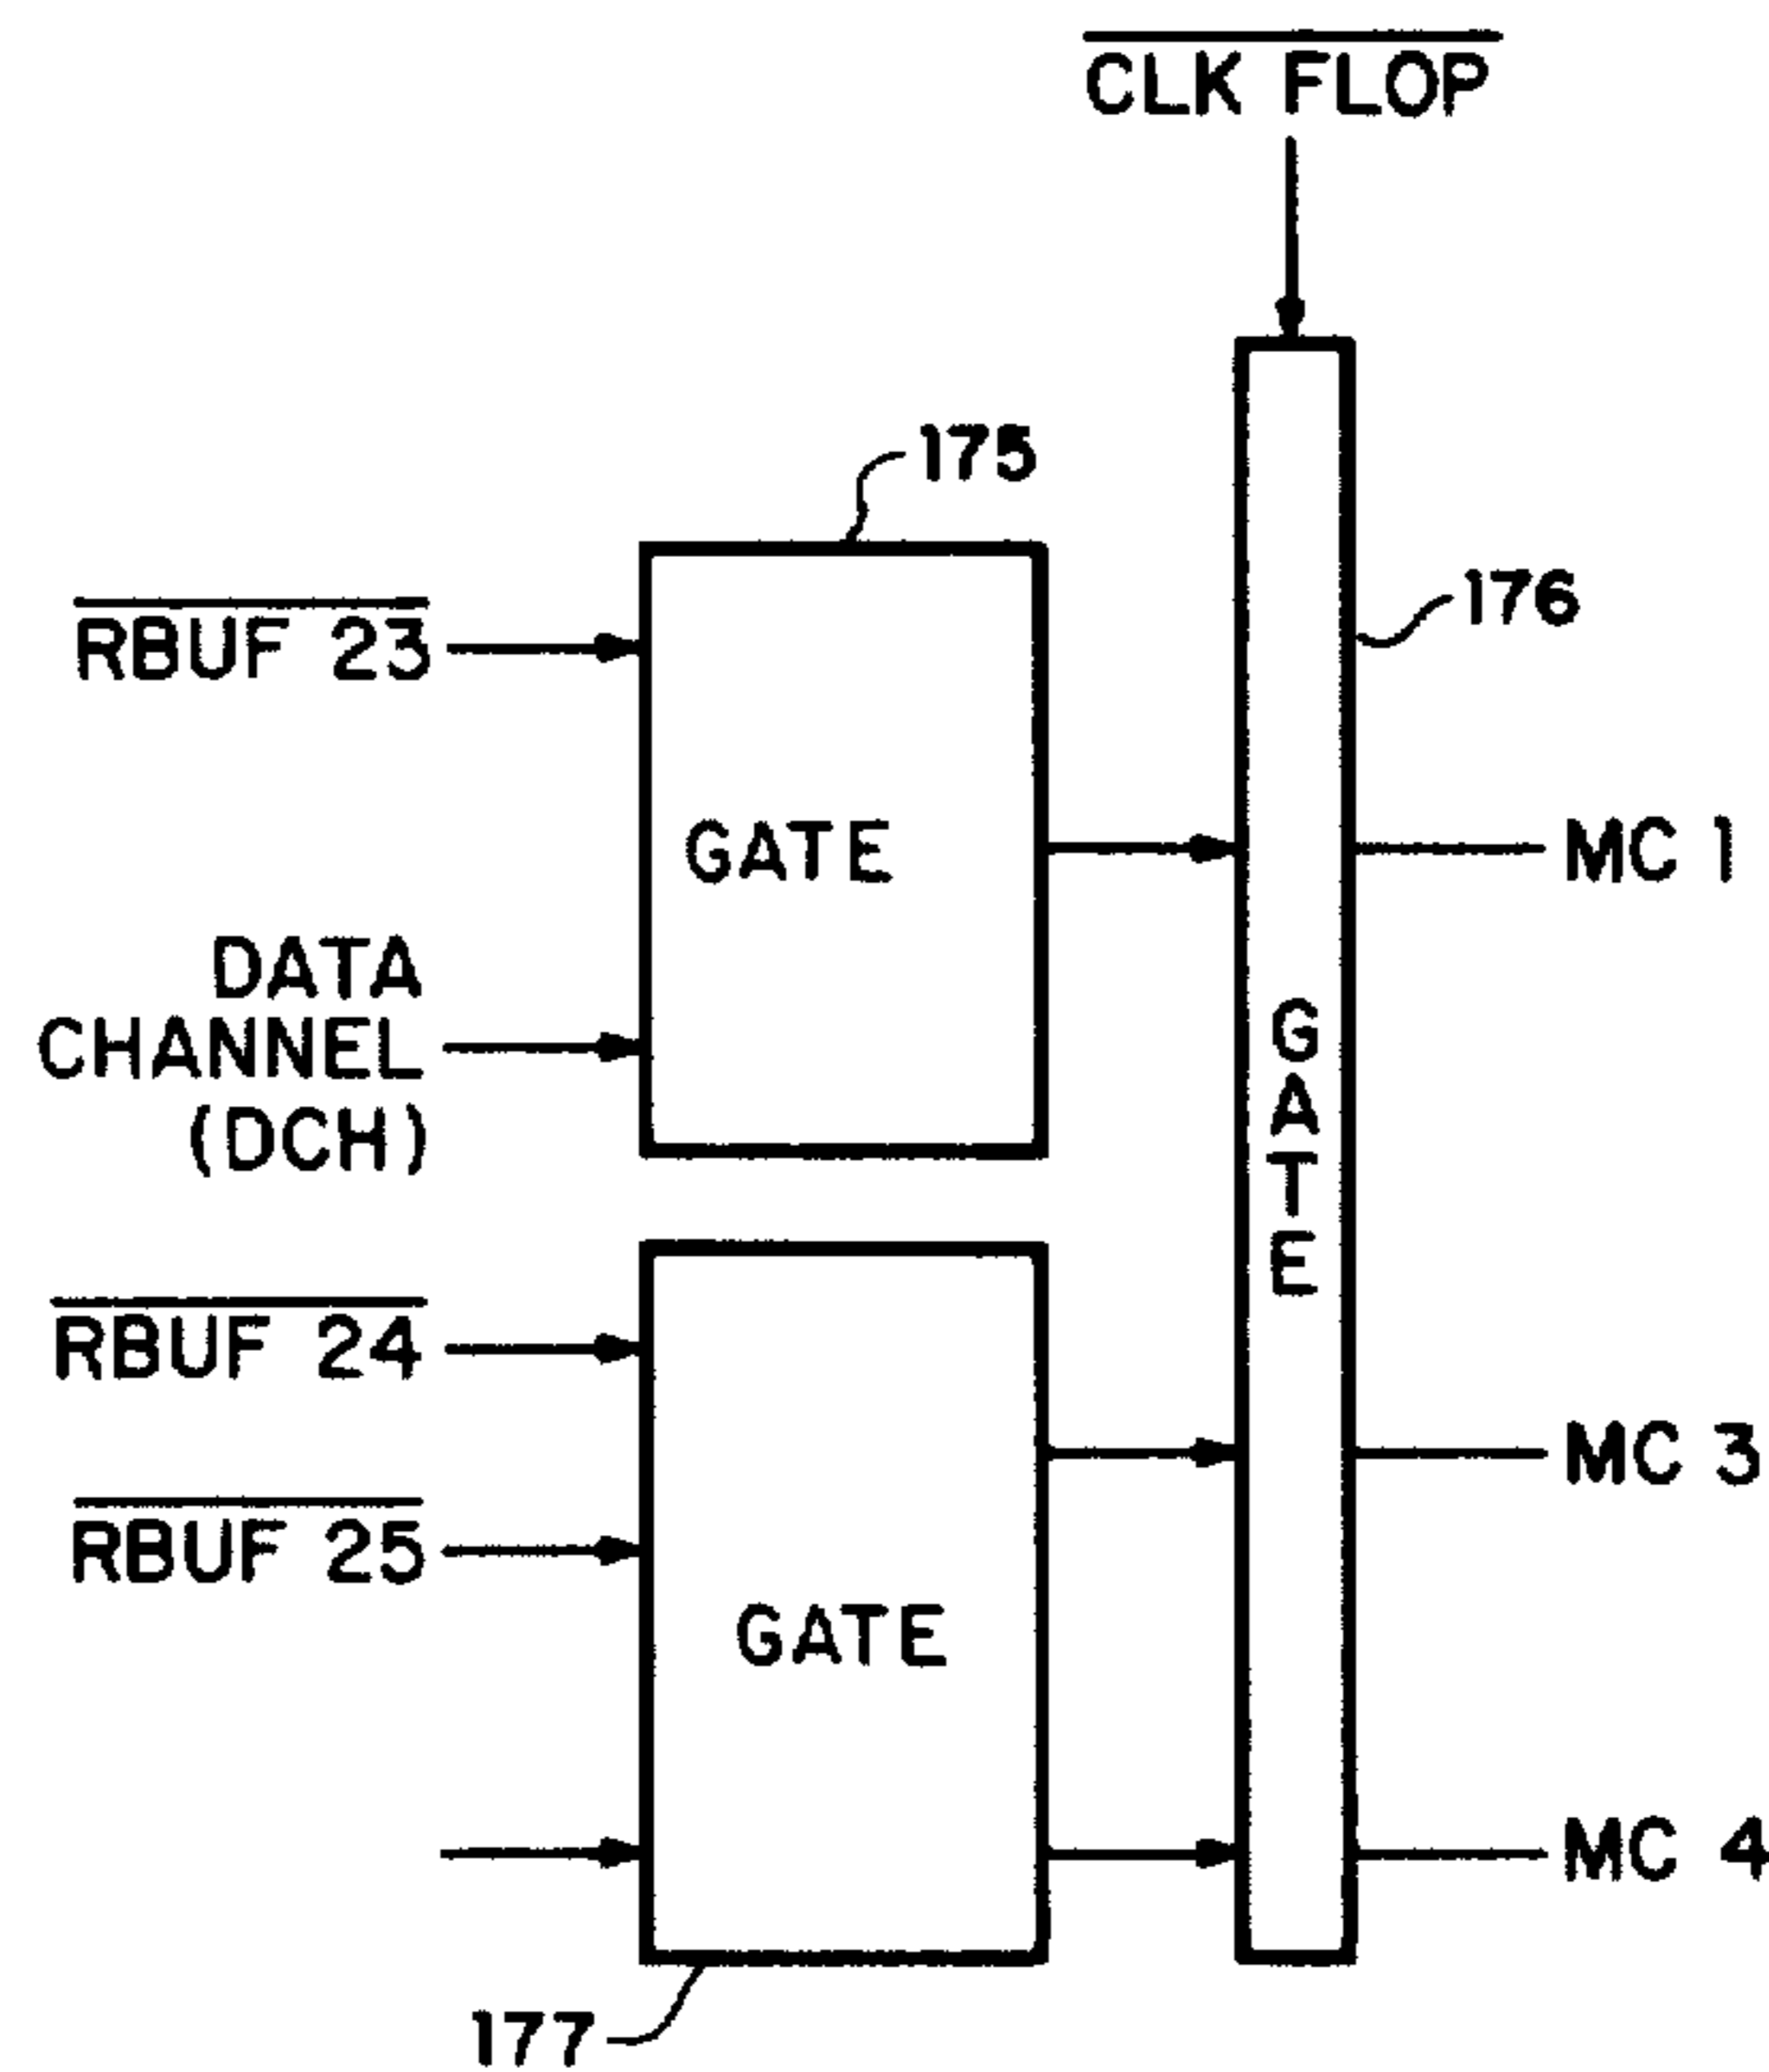 CLK FLOP
175
176
RBUF 23
GATE
MC 1
DATA
CHANNEL
(DCH)
GATE
RBUF 24
MC 3
RBUF 25
GATE
MC 4
177